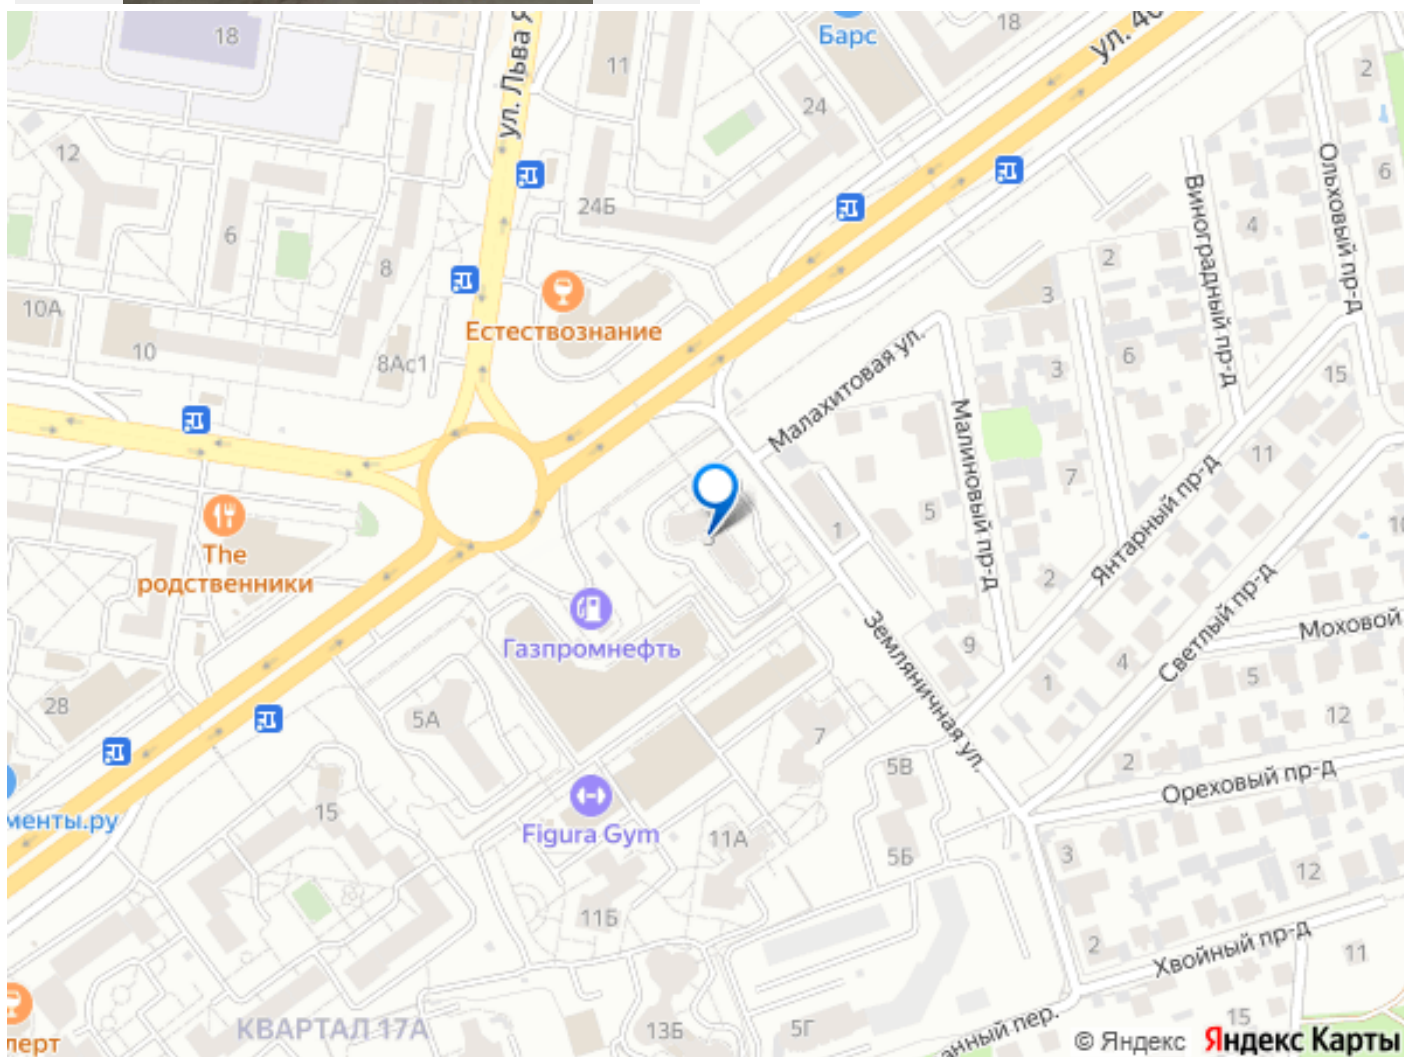 18
ул. Льва Я
11
Барс
18
ул. 40
2
12
24
Ольховый пр-д
6
24Б
Виноградный пр-д
4
6
8
2
10А
Естествознание
3
10
8Ас1
Малахитовая ул.
6
3
15
Малиновый пр-д
11
7
Янтарный пр-д
5
1
The
родственники
2
Светлый пр-д
Газпромнефть
Земляничная ул.
9
Моховой
4
1
5
28
5А
7
12
2
5В
Ореховый пр-д
менты.ру
15
Figura Gym
11А
5Б
3
12
11Б
2
Хвойный пр-д
11
КВАРТАЛ 17А
13Б
5Г
15
лерт
анный пер.
© Яндекс Яндекс Карты